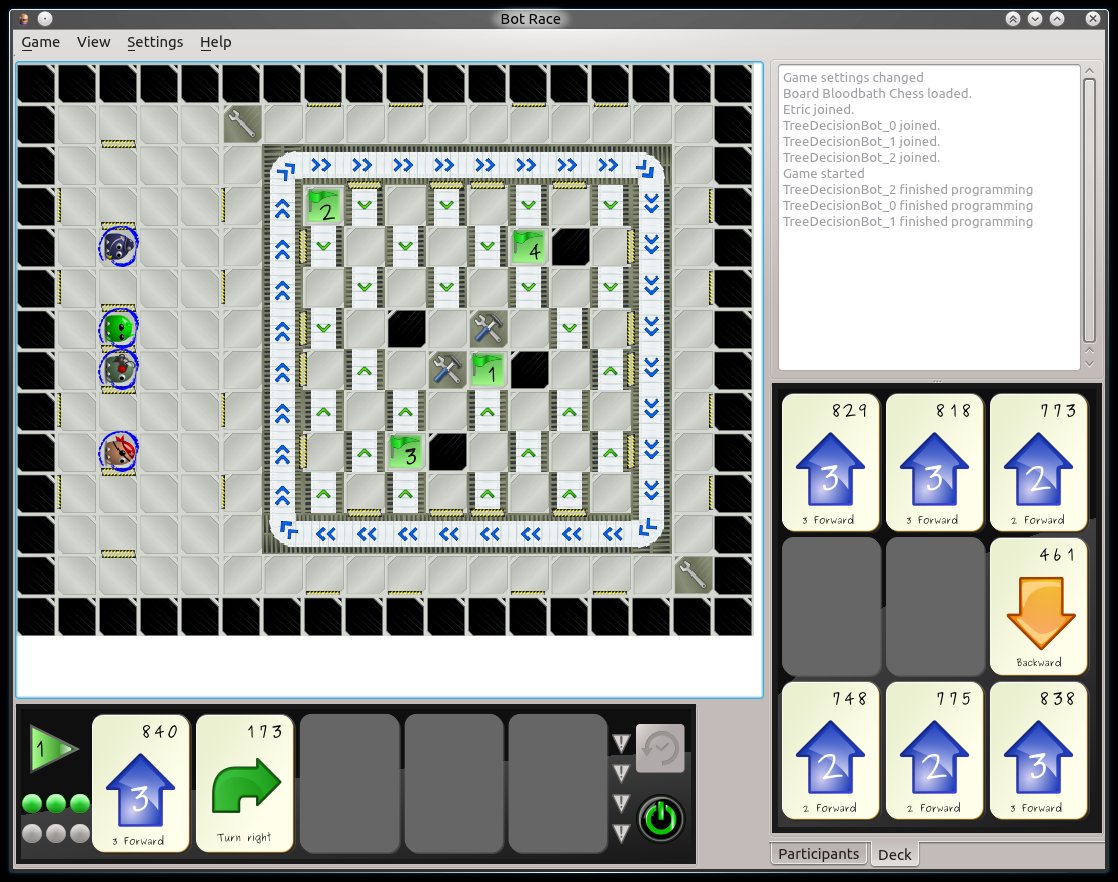 Bot Race
Game View Settings Help
Game settings changed
Board Bloodbath Chess loaded.
Etric joined.
TreeDecisionBot_0 joined.
TreeDecisionBot_1 joined.
TreeDecisionBot_2 joined.
Game started
TreeDecisionBot_2 finished programming
TreeDecisionBot_0 finished programming
TreeDecisionBot_1 finished programming
2
4
1
3
829 818 773
3 3 2
3 Forward 3 Forward 2 Forward
461
Backward
748 775 838
2 2 3
2 Forward 2 Forward 3 Forward
1
840 173
3
3 Forward Turn right
! 
!
!
!
Participants Deck